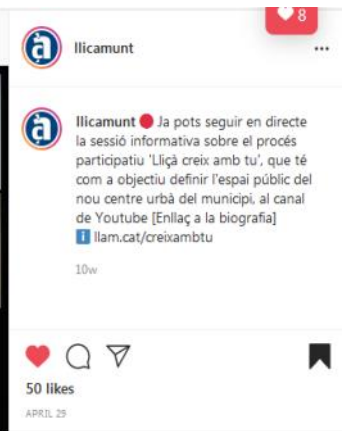 8
llicamunt
llicamunt 🔴 Ja pots seguir en directe
la sessió informativa sobre el procés
participatiu 'Lliçà creix amb tu', que té
com a objectiu definir l'espai públic del
nou centre urbà del municipi, al canal
de Youtube [Enllaç a la biografia]
ℹ️ llam.cat/creixambtu
10w
50 likes
APRIL 29